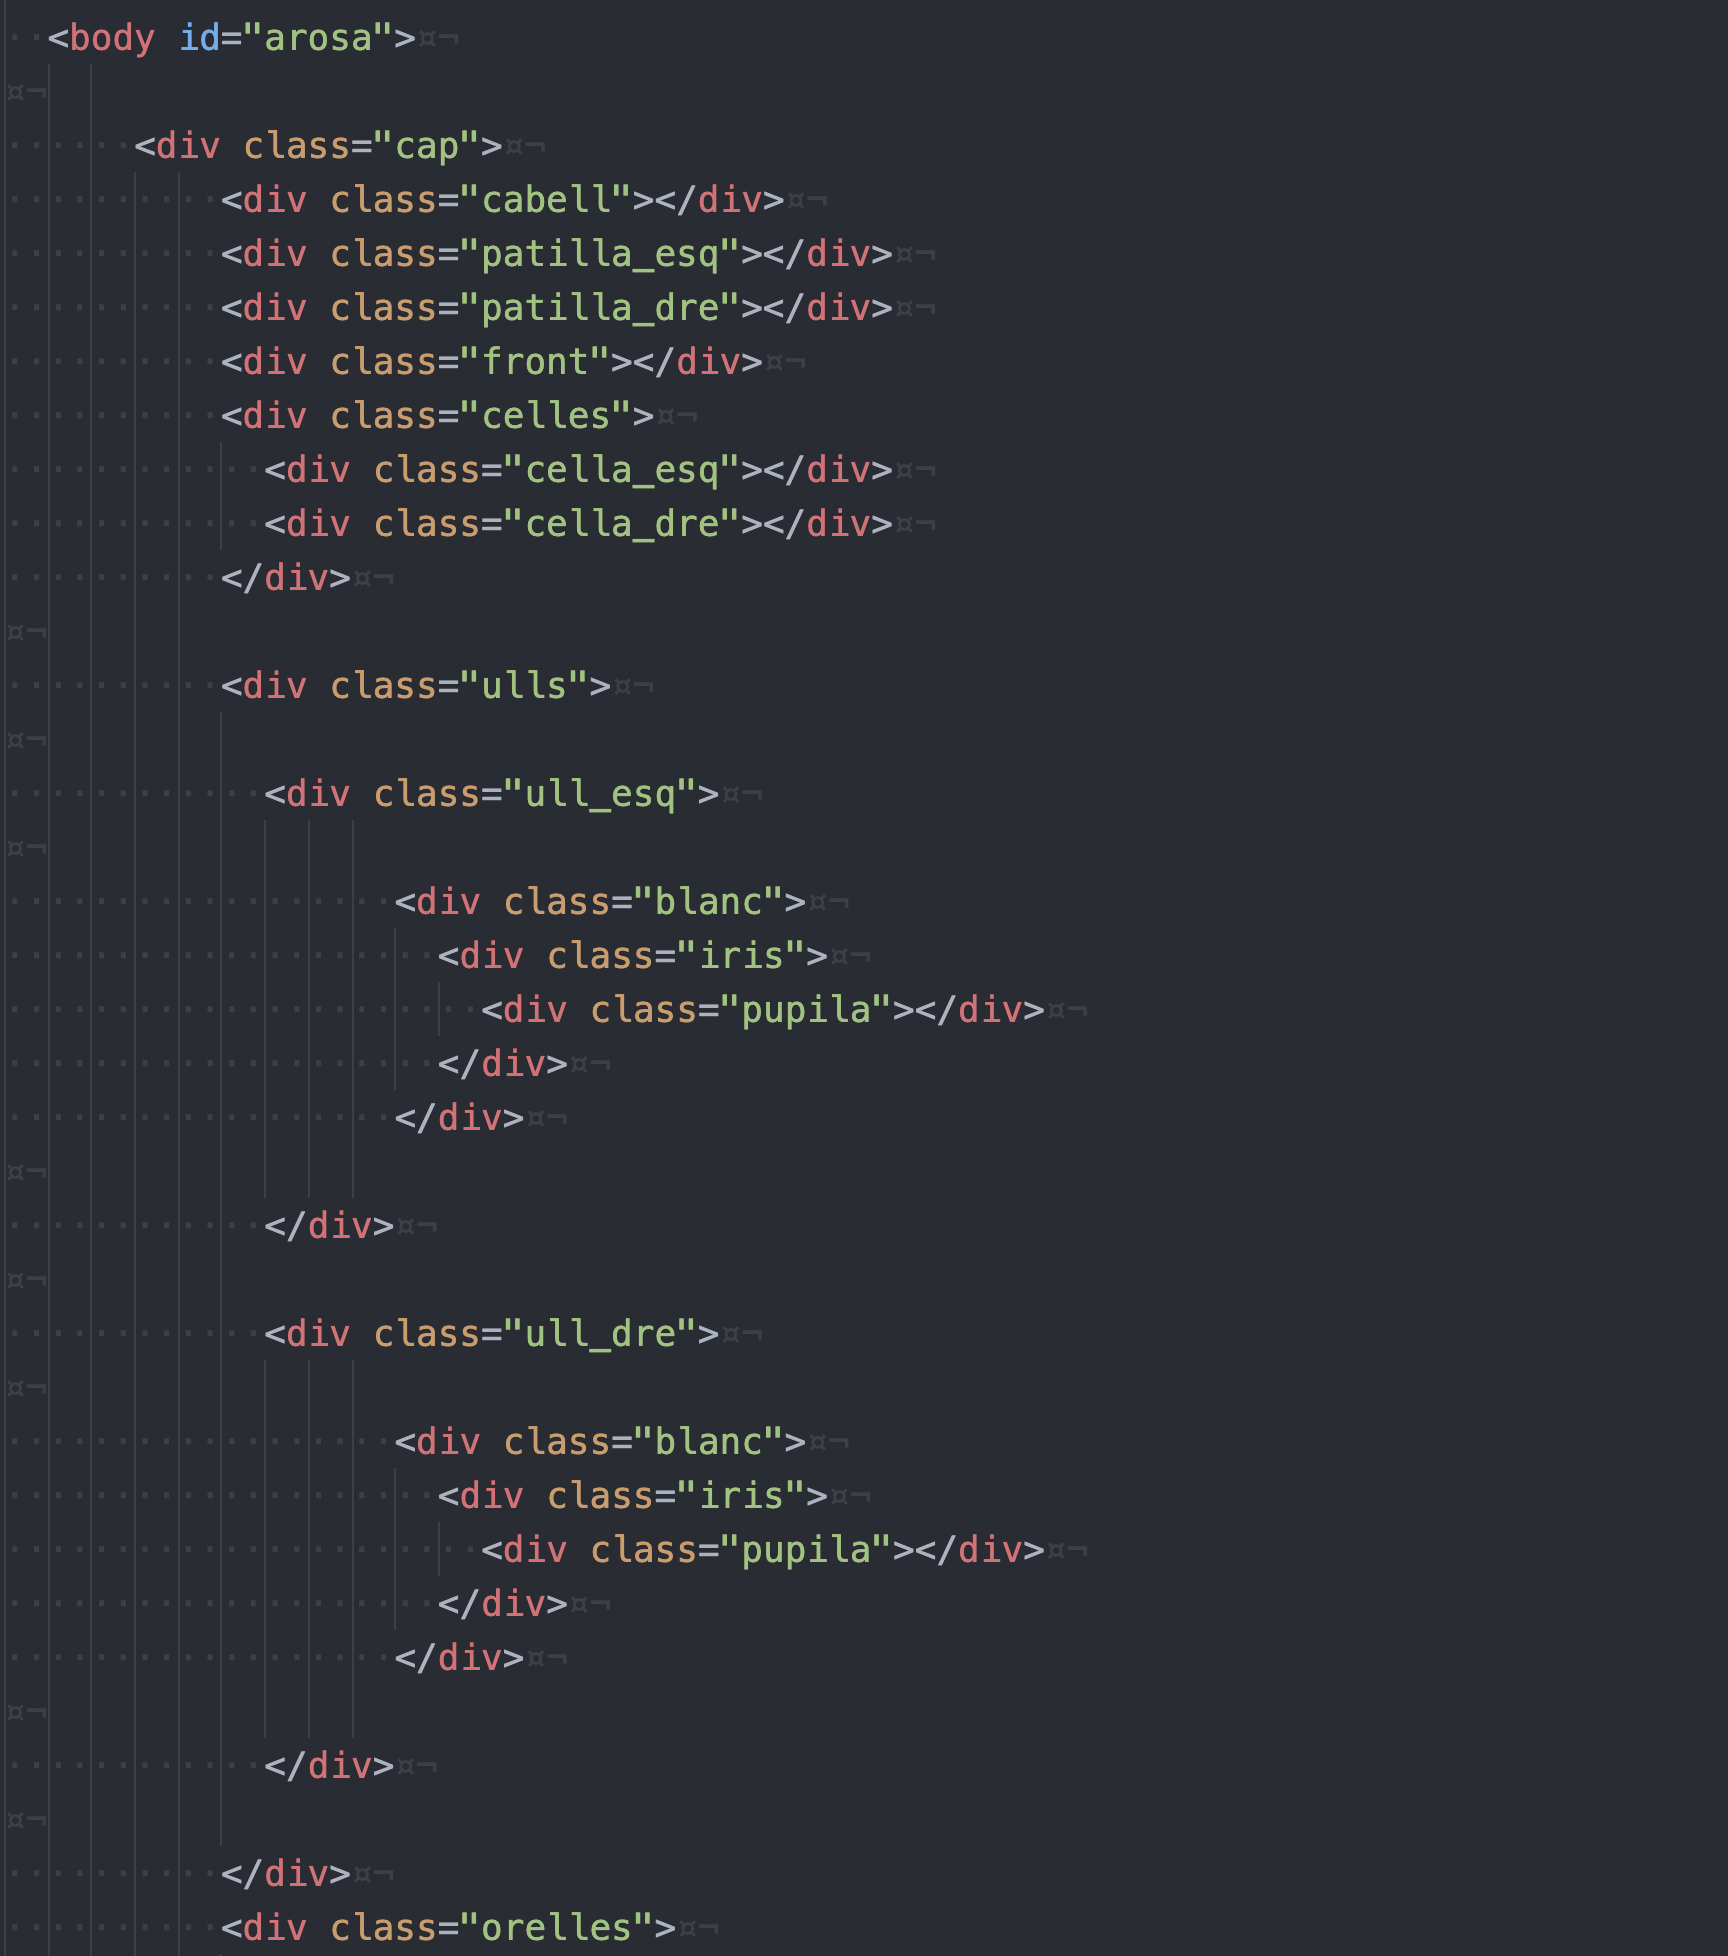 <body id="arosa">
<div class="cap">
<div class="cabell"></div>
<div class="patilla_esq"></div>
<div class="patilla_dre"></div>
<div class="front"></div>
<div class="celles">
<div class="cella_esq"></div>
<div class="cella_dre"></div>
</div>
<div class="ulls">
<div class="ull_esq">
<div class="blanc">
<div class="iris">
<div class="pupila"></div>
</div>
</div>
</div>
<div class="ull_dre">
<div class="blanc">
<div class="iris">
<div class="pupila"></div>
</div>
</div>
</div>
</div>
<div class="orelles">